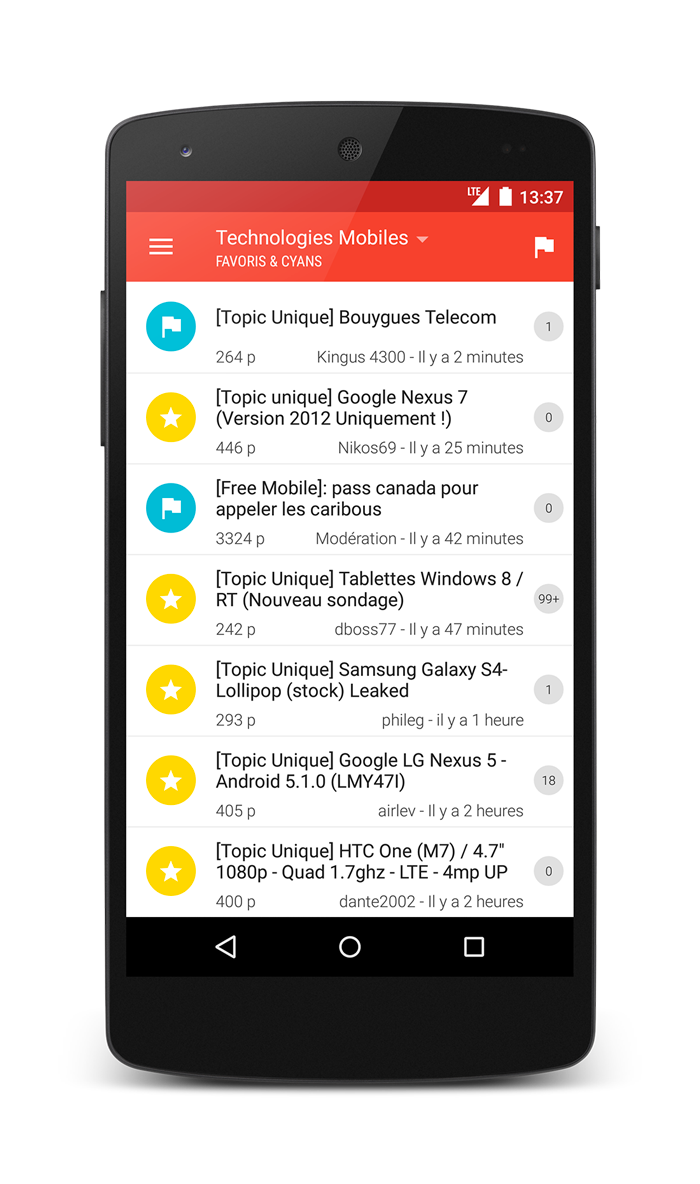 LTE 13:37
Technologies Mobiles
FAVORIS & CYANS
[Topic Unique] Bouygues Telecom
1
264 p Kingus 4300 - Il y a 2 minutes
[Topic unique] Google Nexus 7
(Version 2012 Uniquement !)
0
446 p Nikos69 - Il y a 25 minutes
[Free Mobile]: pass canada pour
appeler les caribous
0
3324 p Modération - Il y a 42 minutes
[Topic Unique] Tablettes Windows 8 /
RT (Nouveau sondage)
99+
242 p dboss77 - Il y a 47 minutes
[Topic Unique] Samsung Galaxy S4-
Lollipop (stock) Leaked
1
293 p phileg - il y a 1 heure
[Topic Unique] Google LG Nexus 5 -
Android 5.1.0 (LMY47I)
18
405 p airlev - Il y a 2 heures
[Topic Unique] HTC One (M7) / 4.7"
1080p - Quad 1.7ghz - LTE - 4mp UP
0
400 p dante2002 - Il y a 2 heures